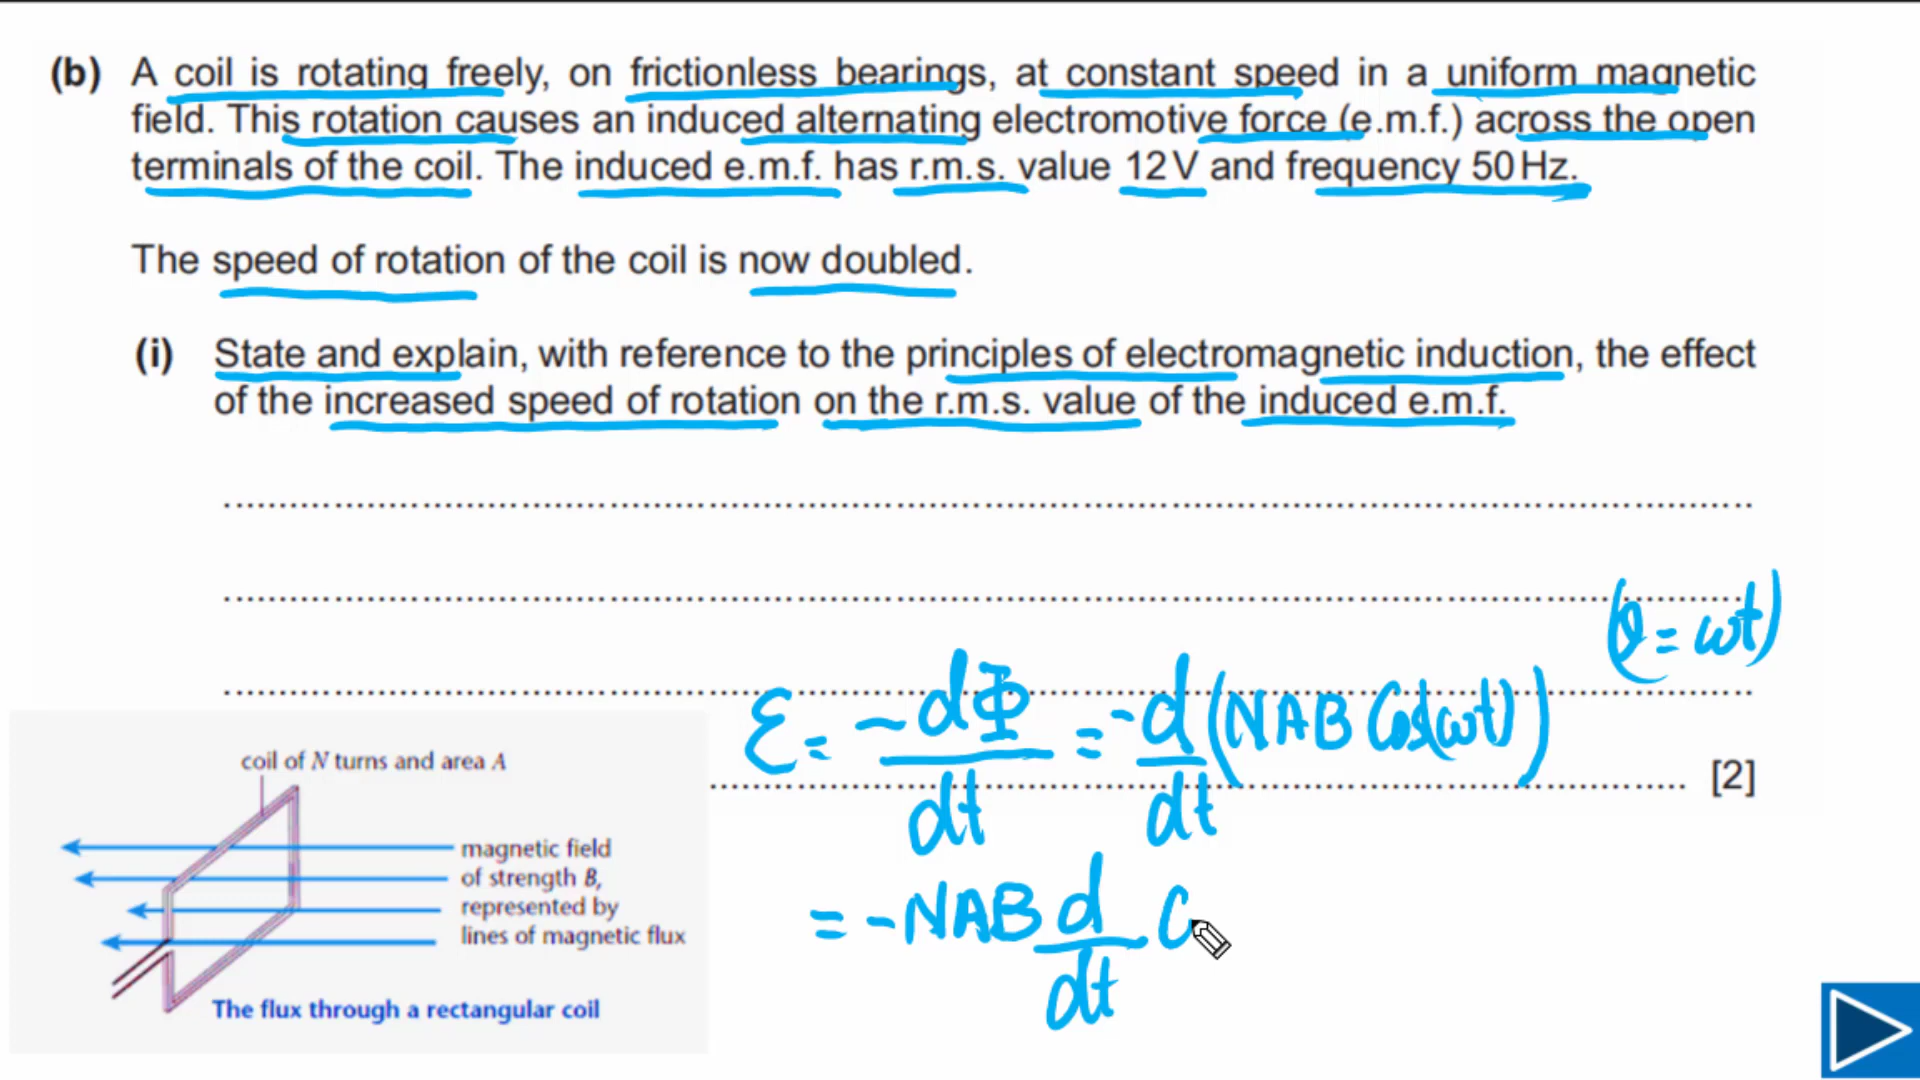 (b) A coil is rotating freely, on frictionless bearings, at constant speed in a uniform magnetic
field. This rotation causes an induced alternating electromotive force (e.m.f.) across the open
terminals of the coil. The induced e.m.f. has r.m.s. value 12V and frequency 50Hz.
The speed of rotation of the coil is now doubled.
(i) State and explain, with reference to the principles of electromagnetic induction, the effect
of the increased speed of rotation on the r.m.s. value of the induced e.m.f.
(θ = ωt)
ε = -dΦ/dt = -d/dt (NAB Cos(ωt))
[2]
= -NAB d/dt C
coil of N turns and area A
magnetic field
of strength B,
represented by
lines of magnetic flux
The flux through a rectangular coil